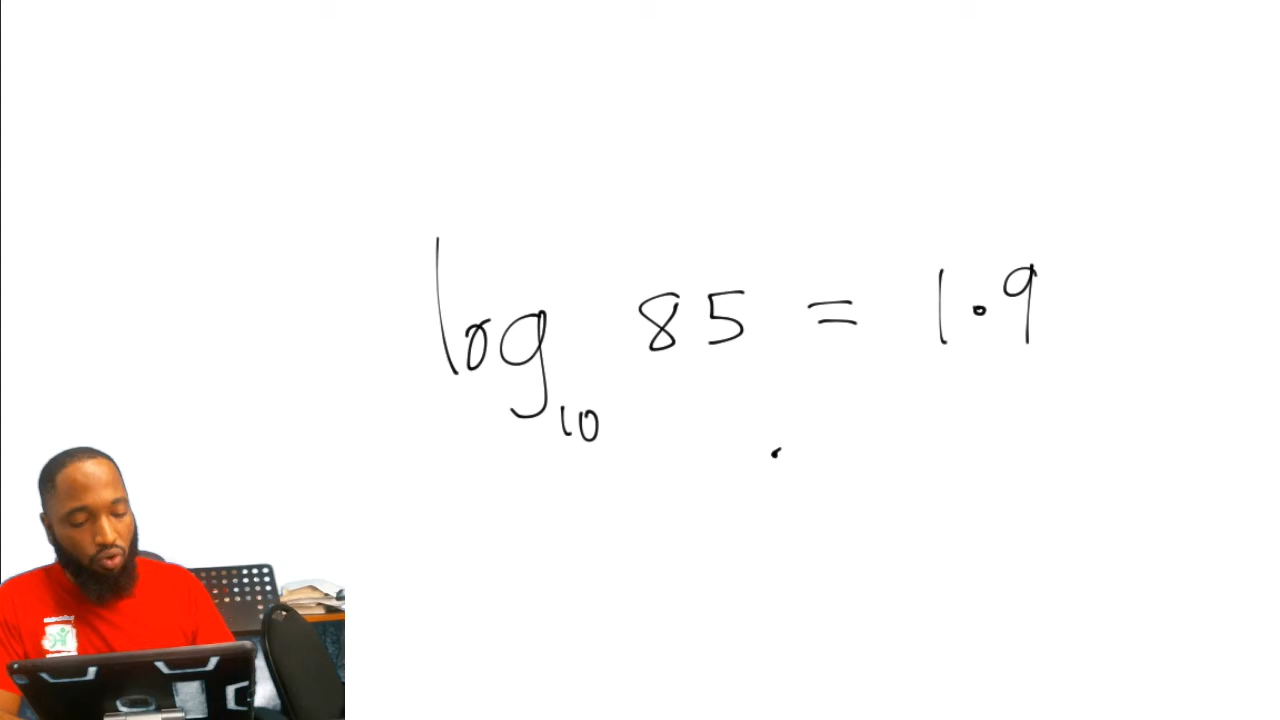 log₁₀ 85 = 1.9